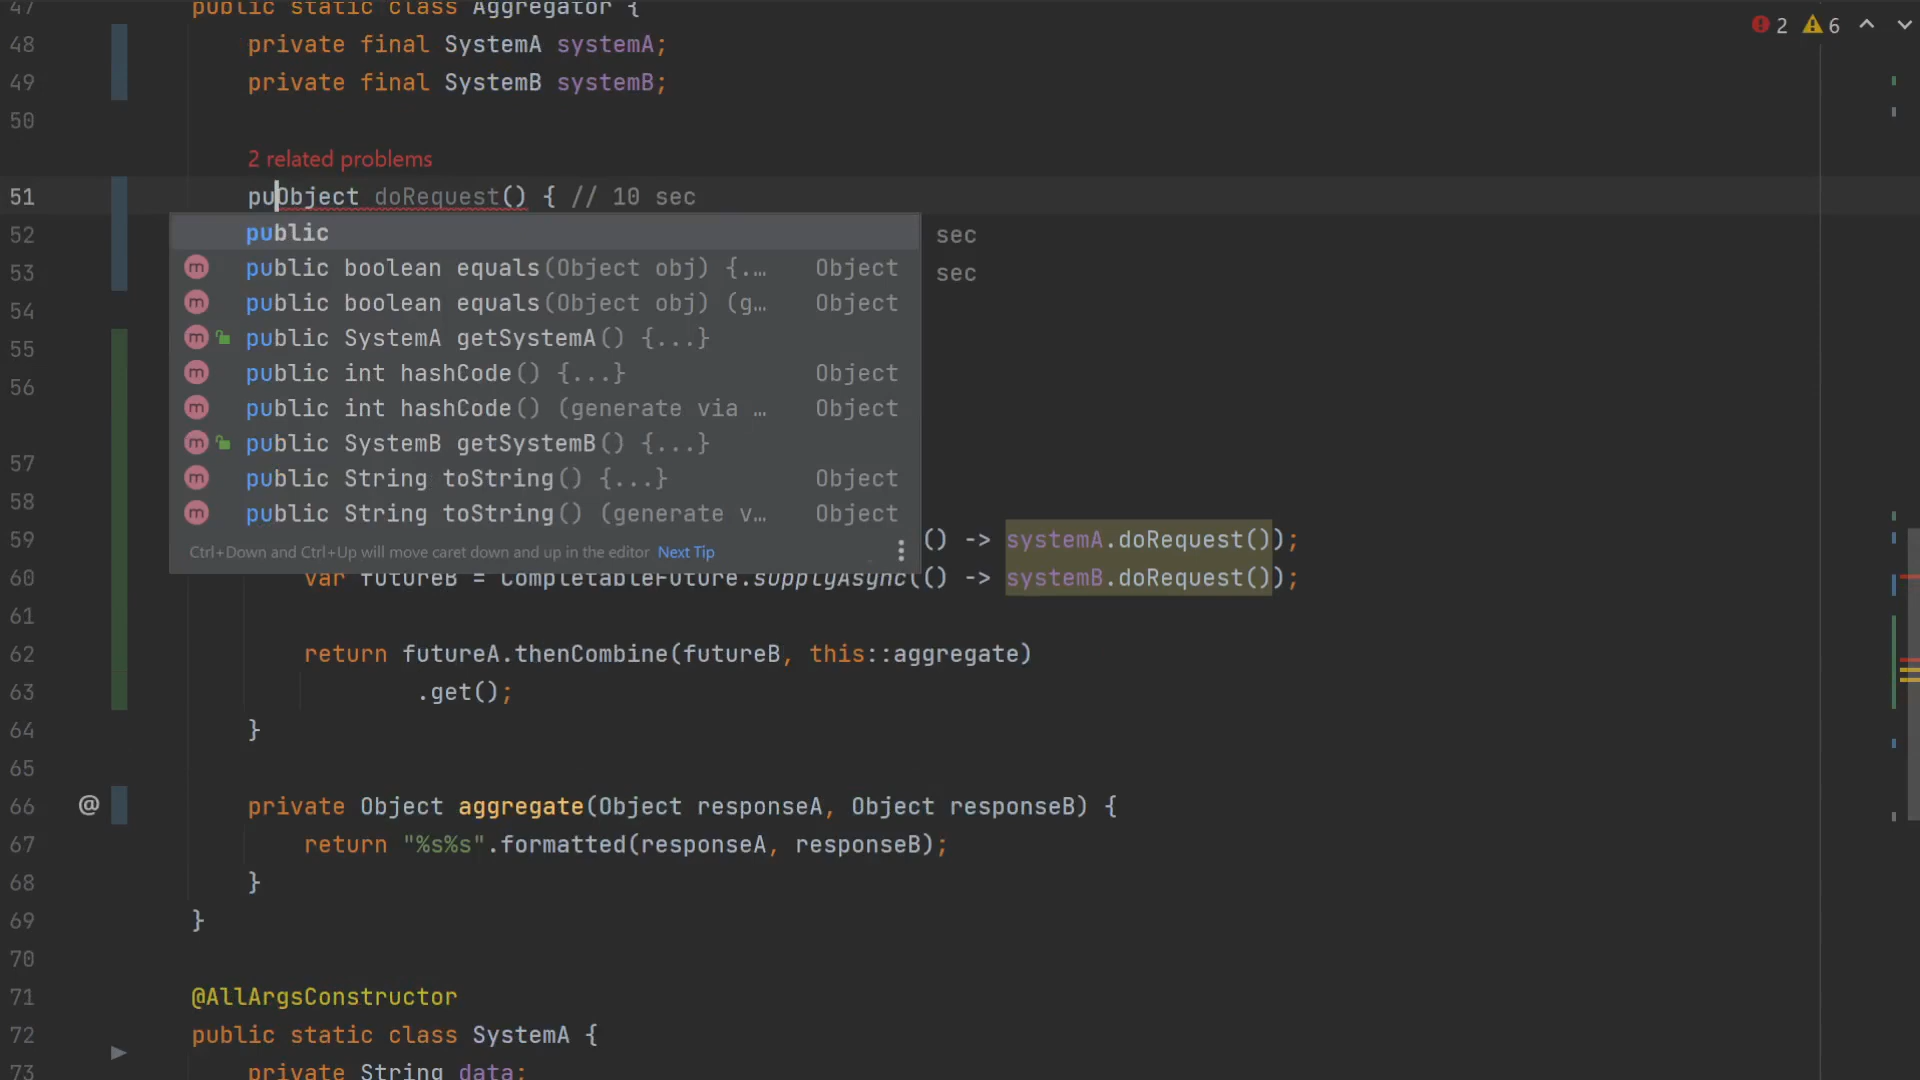 47 public static class Aggregator {
2 6
48 private final SystemA systemA;
49 private final SystemB systemB;
50
2 related problems
51 puObject doRequest() { // 10 sec
52 sec
53 sec
54
55
56
57
58
public
m public boolean equals(Object obj) {... Object
m public boolean equals(Object obj) (g... Object
m public SystemA getSystemA() {...}
m public int hashCode() {...} Object
m public int hashCode() (generate via ... Object
m public SystemB getSystemB() {...}
m public String toString() {...} Object
m public String toString() (generate v... Object
Ctrl+Down and Ctrl+Up will move caret down and up in the editor Next Tip
59 () -> systemA.doRequest());
60 var futureB = CompletableFuture.supplyAsync(() -> systemB.doRequest());
61
62 return futureA.thenCombine(futureB, this::aggregate)
63 .get();
64 }
65
66 @ private Object aggregate(Object responseA, Object responseB) {
67 return "%s%s".formatted(responseA, responseB);
68 }
69 }
70
71 @AllArgsConstructor
72 public static class SystemA {
73 private String data;